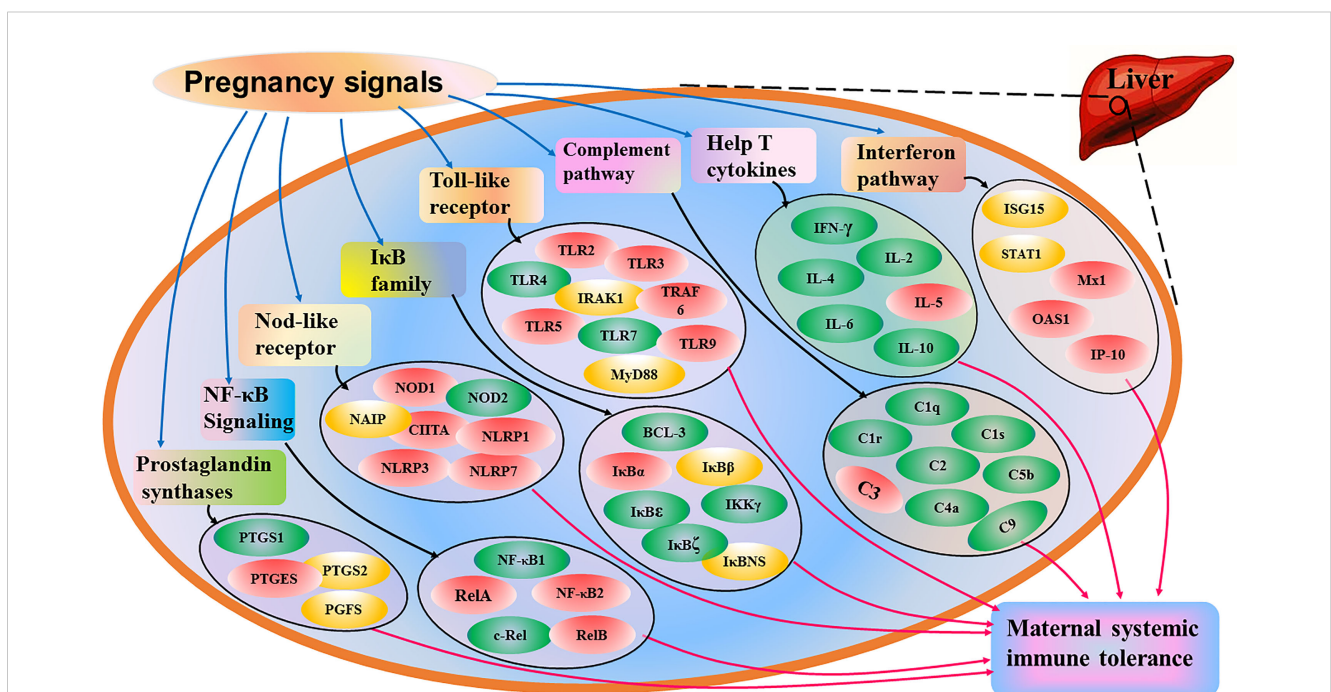 Pregnancy signals
Liver
Complement
pathway
Help T
cytokines
Interferon
pathway
Toll-like
receptor
IκB
family
Nod-like
receptor
NF-κB
Signaling
Prostaglandin
synthases
ISG15
STAT1
Mx1
OAS1
IP-10
IFN-γ
IL-2
IL-4
IL-5
IL-6
IL-10
TLR2
TLR3
TLR4
IRAK1
TRAF
6
TLR5
TLR7
TLR9
MyD88
NOD1
NOD2
NAIP
CIITA
NLRP1
NLRP3
NLRP7
BCL-3
IκBα
IκBβ
IκBε
IKKγ
IκBζ
IκBNS
C1q
C1r
C1s
C2
C5b
C3
C4a
C9
PTGS1
PTGES
PTGS2
PGFS
NF-κB1
RelA
NF-κB2
c-Rel
RelB
Maternal systemic
immune tolerance